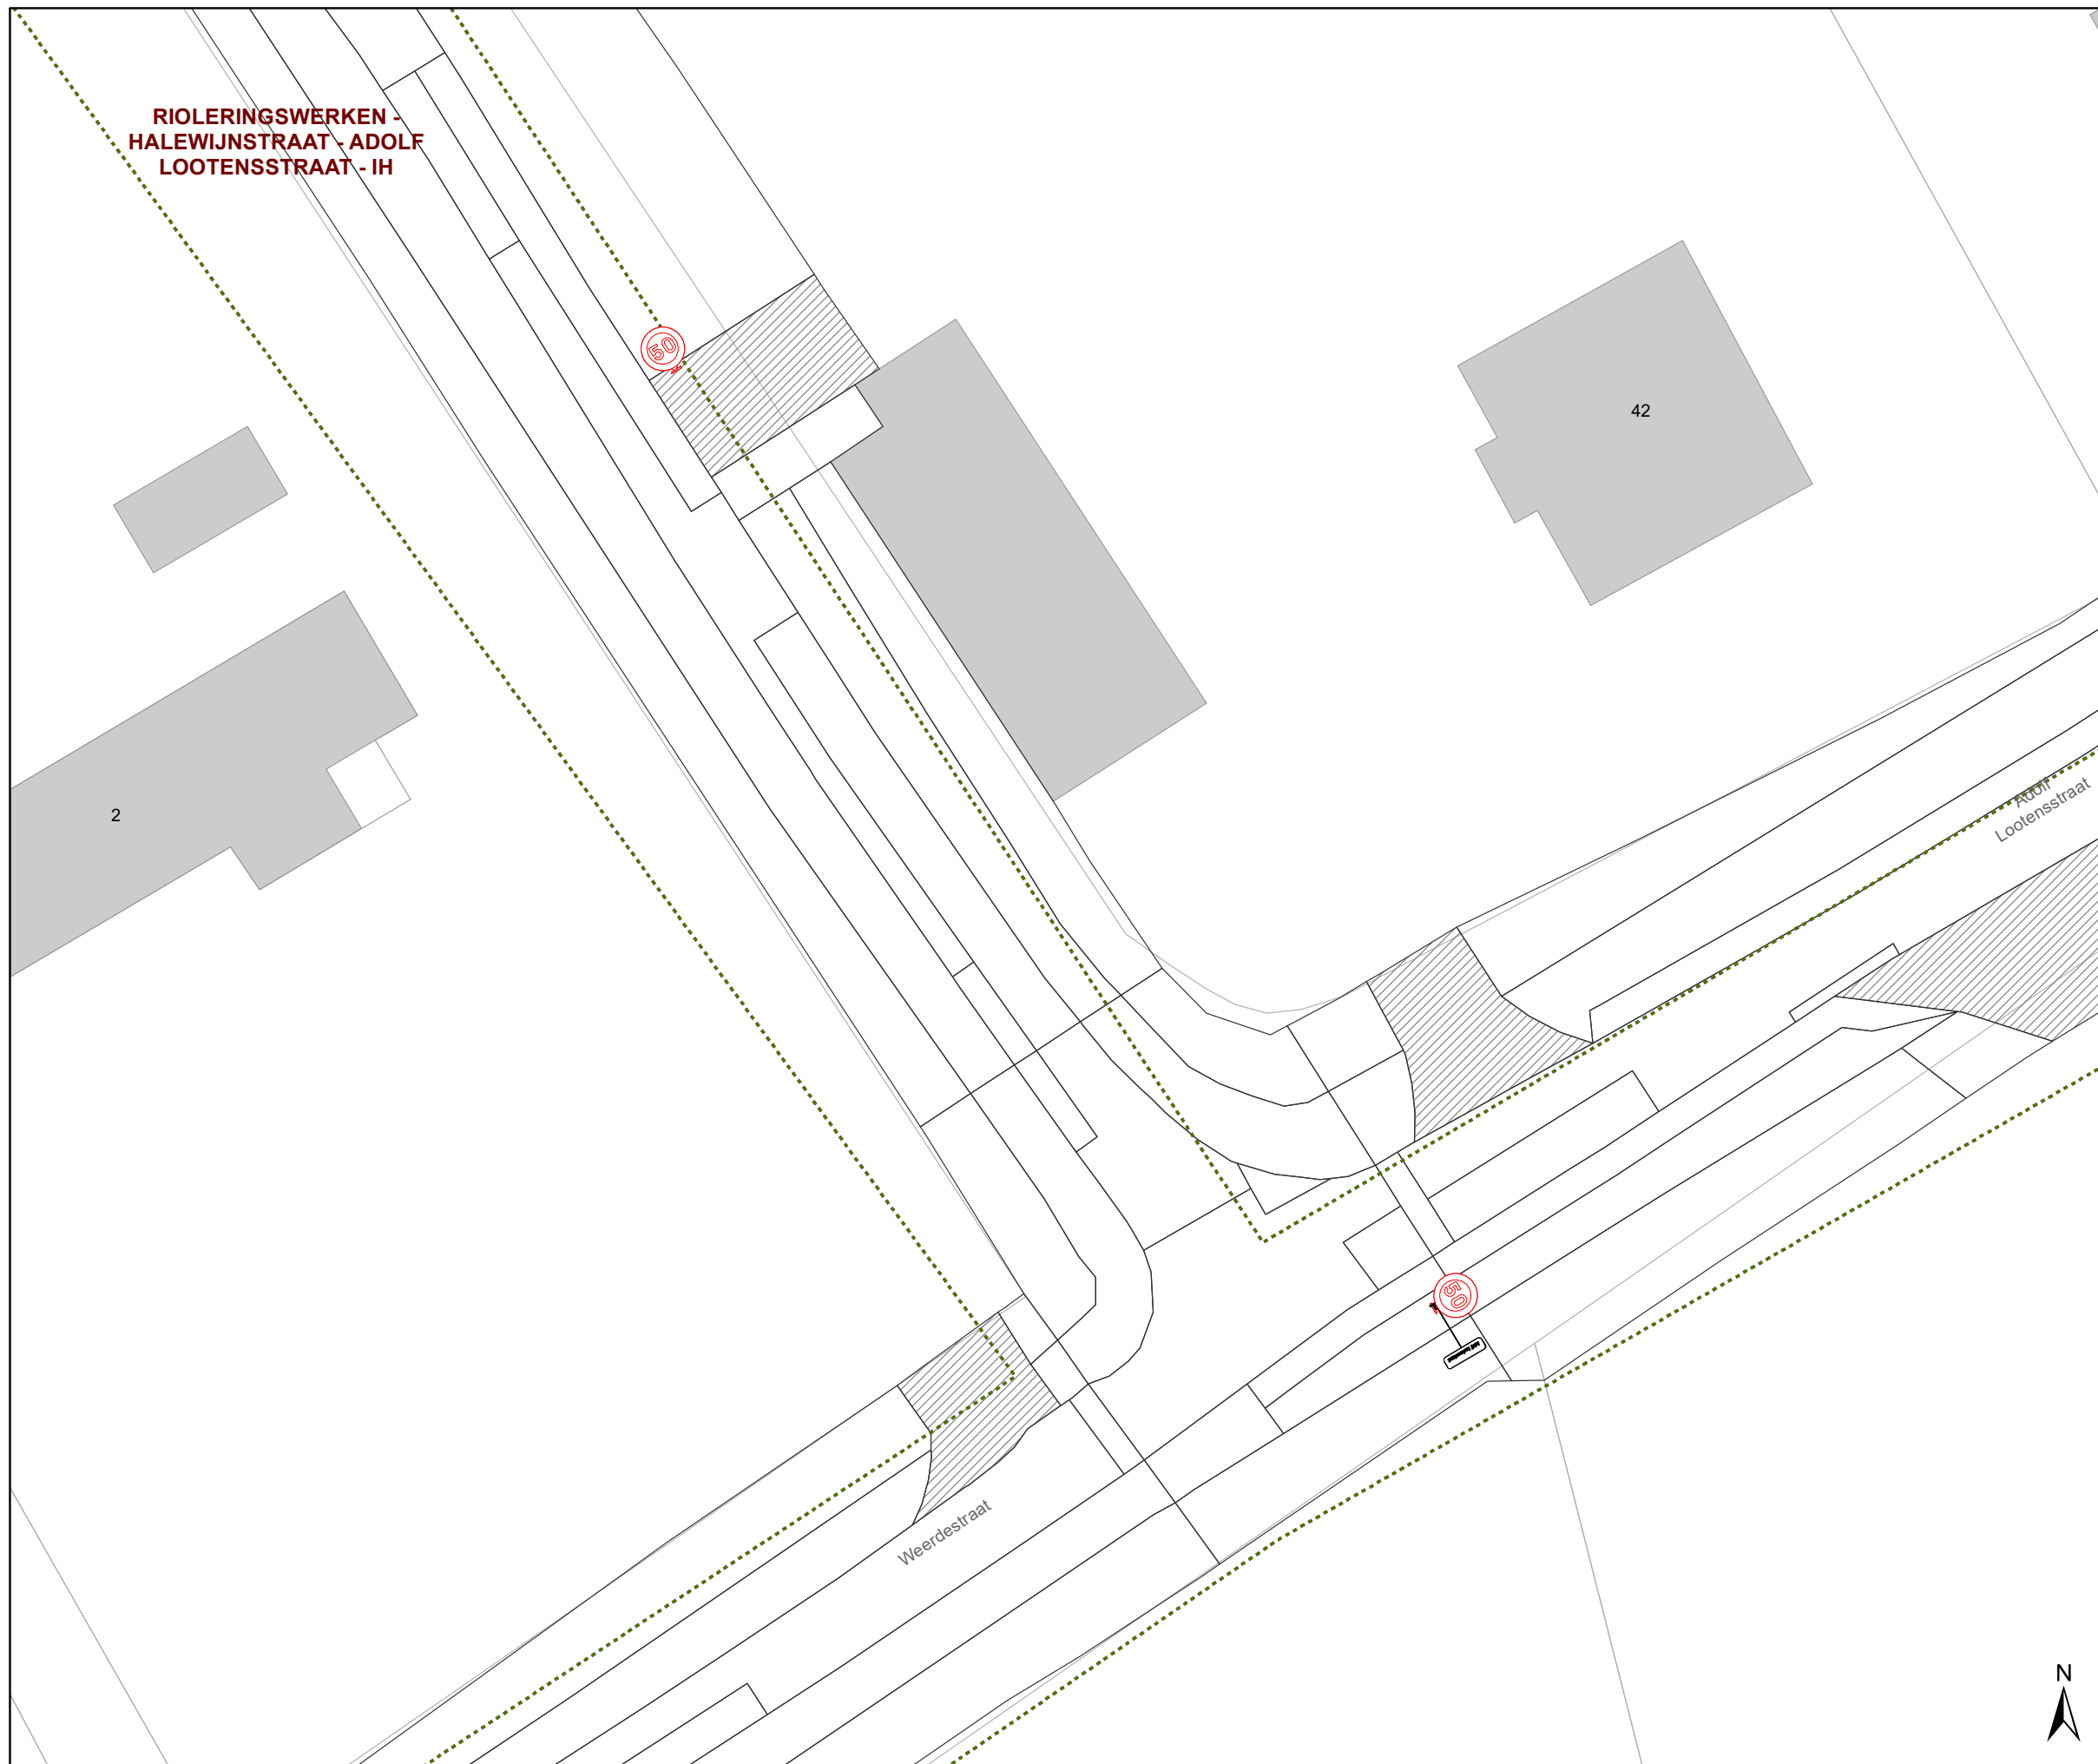 RIOLERINGSWERKEN -
HALEWIJNSTRAAT - ADOLF
LOOTENSSTRAAT - IH
50
42
2
Adolf
Lootensstraat
50
Weerdestraat
N